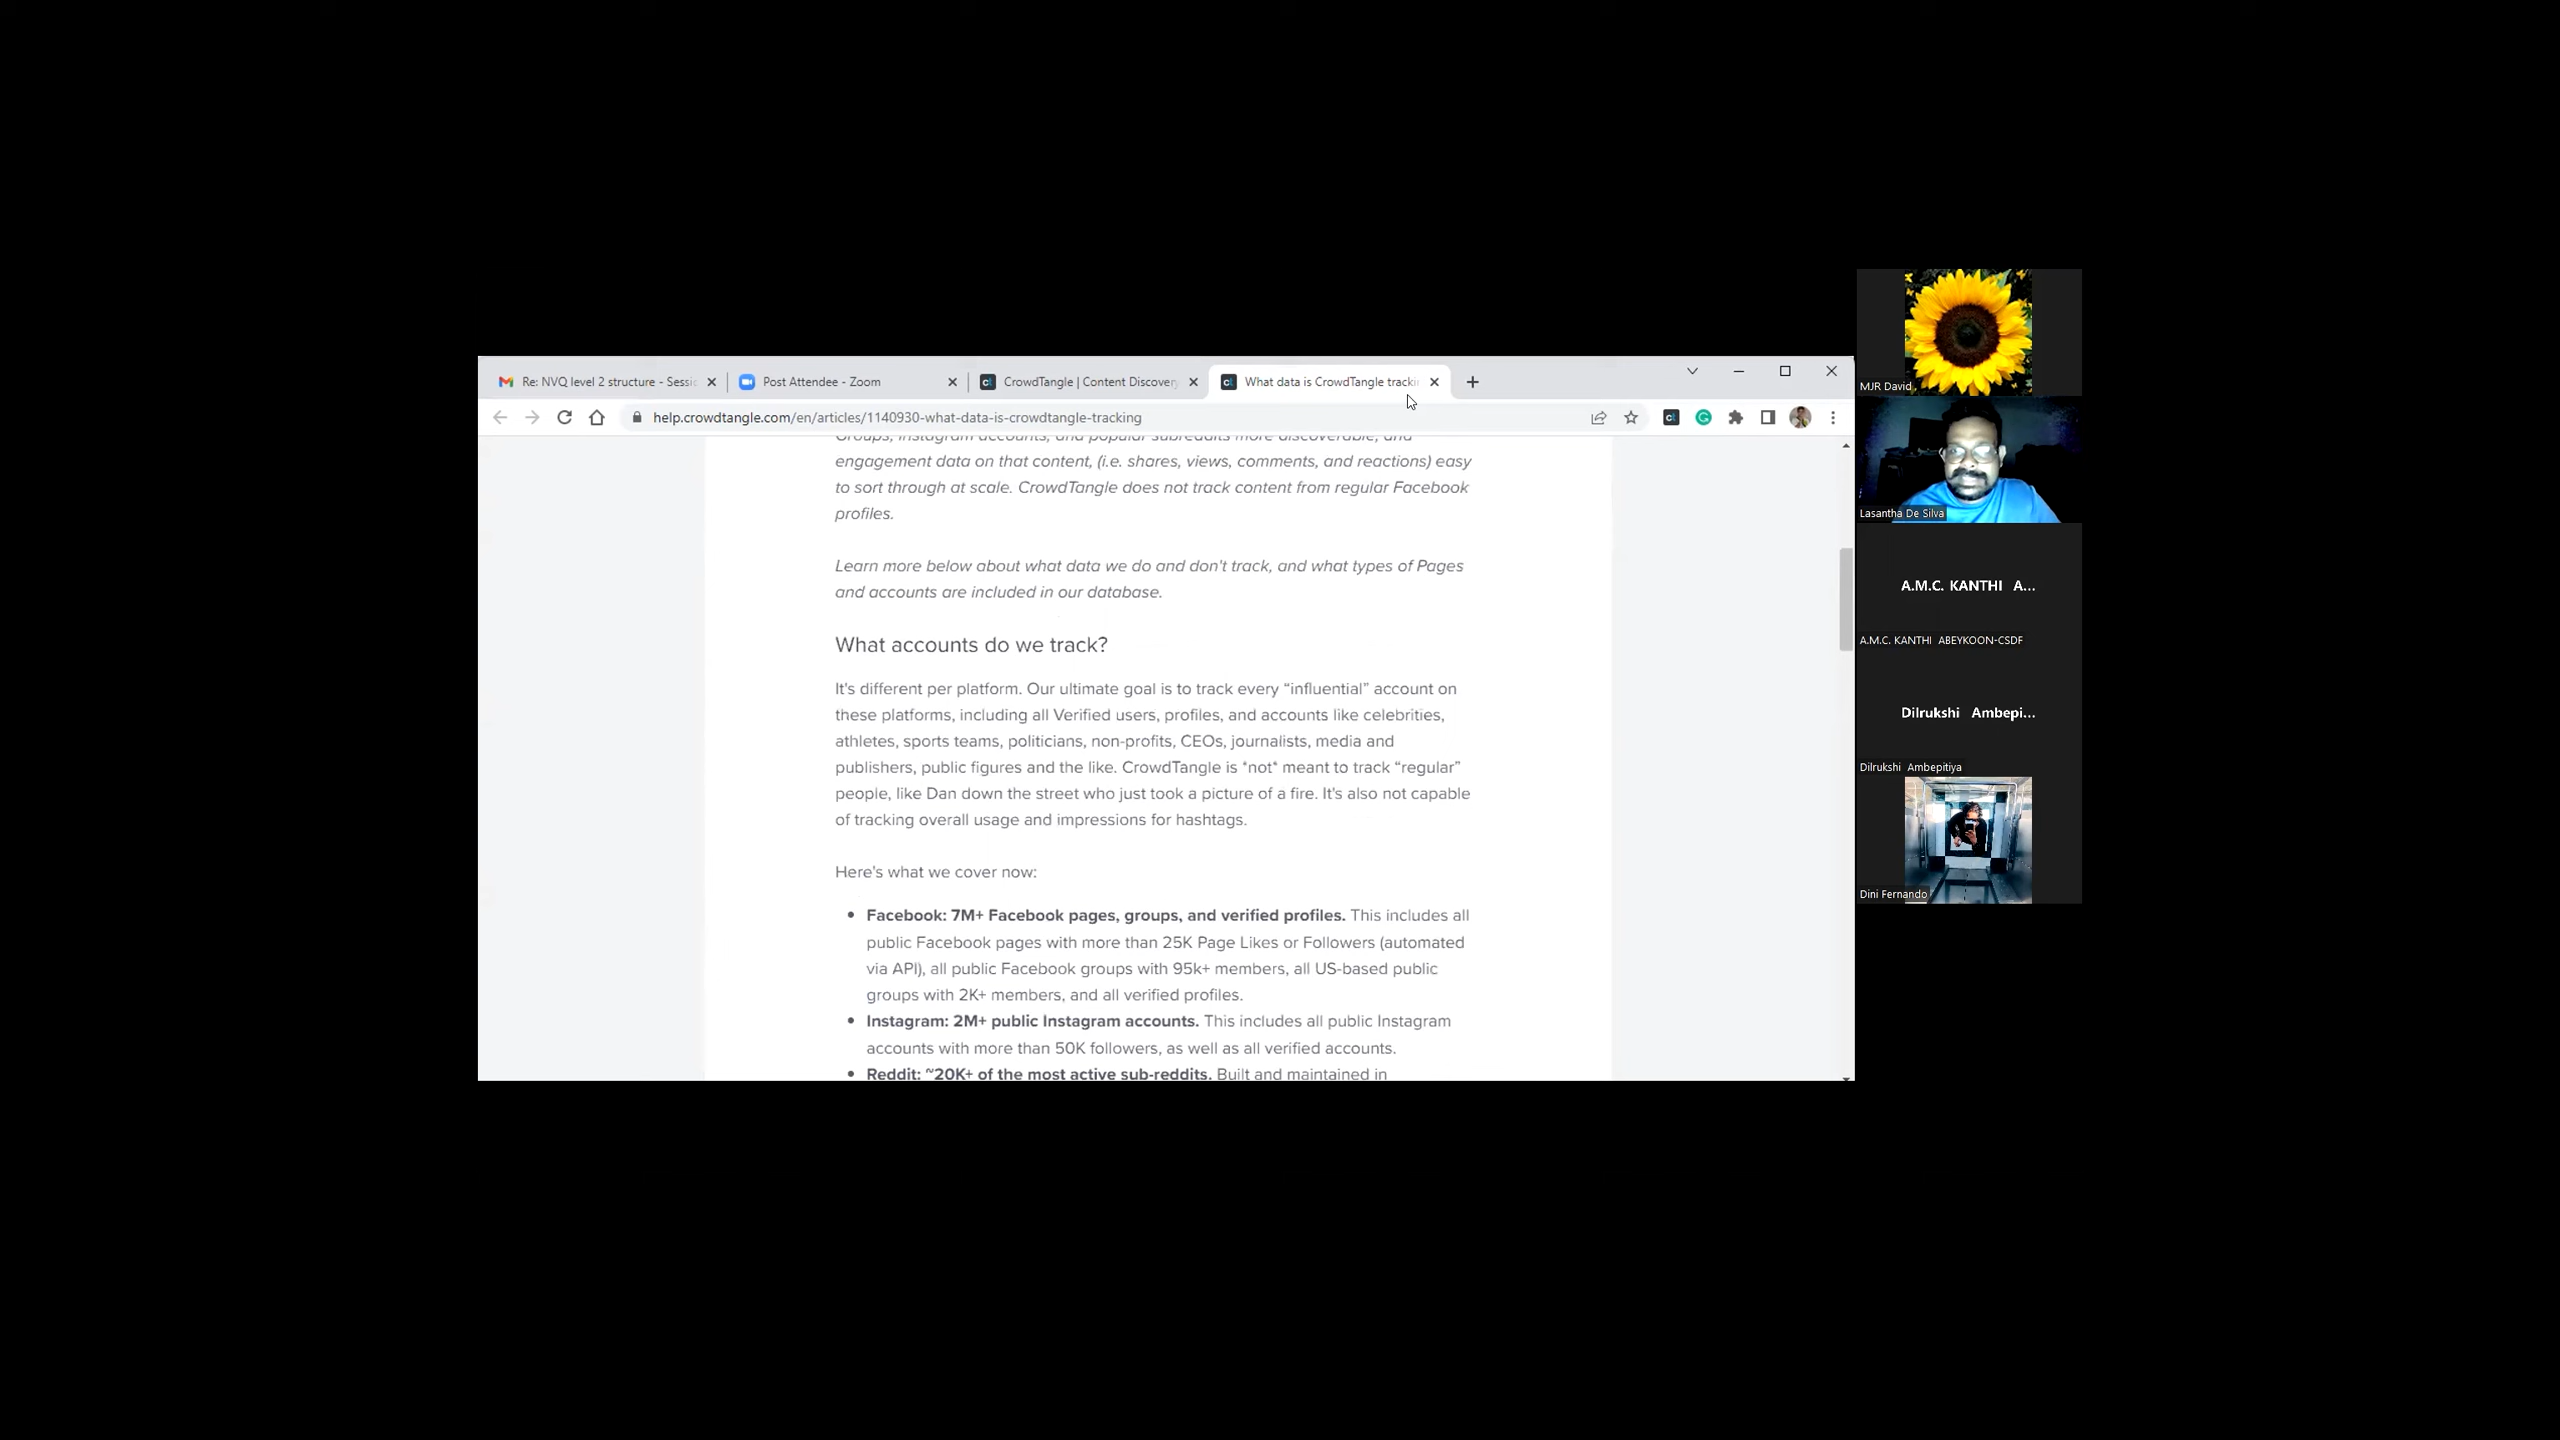 Re: NVQ level 2 structure - Sessi
Post Attendee - Zoom
CrowdTangle | Content Discovery
What data is CrowdTangle tracki
help.crowdtangle.com/en/articles/1140930-what-data-is-crowdtangle-tracking
Groups, Instagram accounts, and popular subreddits more discoverable, and
engagement data on that content, (i.e. shares, views, comments, and reactions) easy
to sort through at scale. CrowdTangle does not track content from regular Facebook
profiles.
Learn more below about what data we do and don't track, and what types of Pages
and accounts are included in our database.
What accounts do we track?
It's different per platform. Our ultimate goal is to track every “influential” account on
these platforms, including all Verified users, profiles, and accounts like celebrities,
athletes, sports teams, politicians, non-profits, CEOs, journalists, media and
publishers, public figures and the like. CrowdTangle is *not* meant to track “regular”
people, like Dan down the street who just took a picture of a fire. It's also not capable
of tracking overall usage and impressions for hashtags.
Here's what we cover now:
• Facebook: 7M+ Facebook pages, groups, and verified profiles. This includes all
public Facebook pages with more than 25K Page Likes or Followers (automated
via API), all public Facebook groups with 95k+ members, all US-based public
groups with 2K+ members, and all verified profiles.
• Instagram: 2M+ public Instagram accounts. This includes all public Instagram
accounts with more than 50K followers, as well as all verified accounts.
• Reddit: ~20K+ of the most active sub-reddits. Built and maintained in
MJR David
Lasantha De Silva
A.M.C. KANTHI A...
A.M.C. KANTHI ABEYKOON-CSDF
Dilrukshi Ambepi...
Dilrukshi Ambepitiya
Dini Fernando